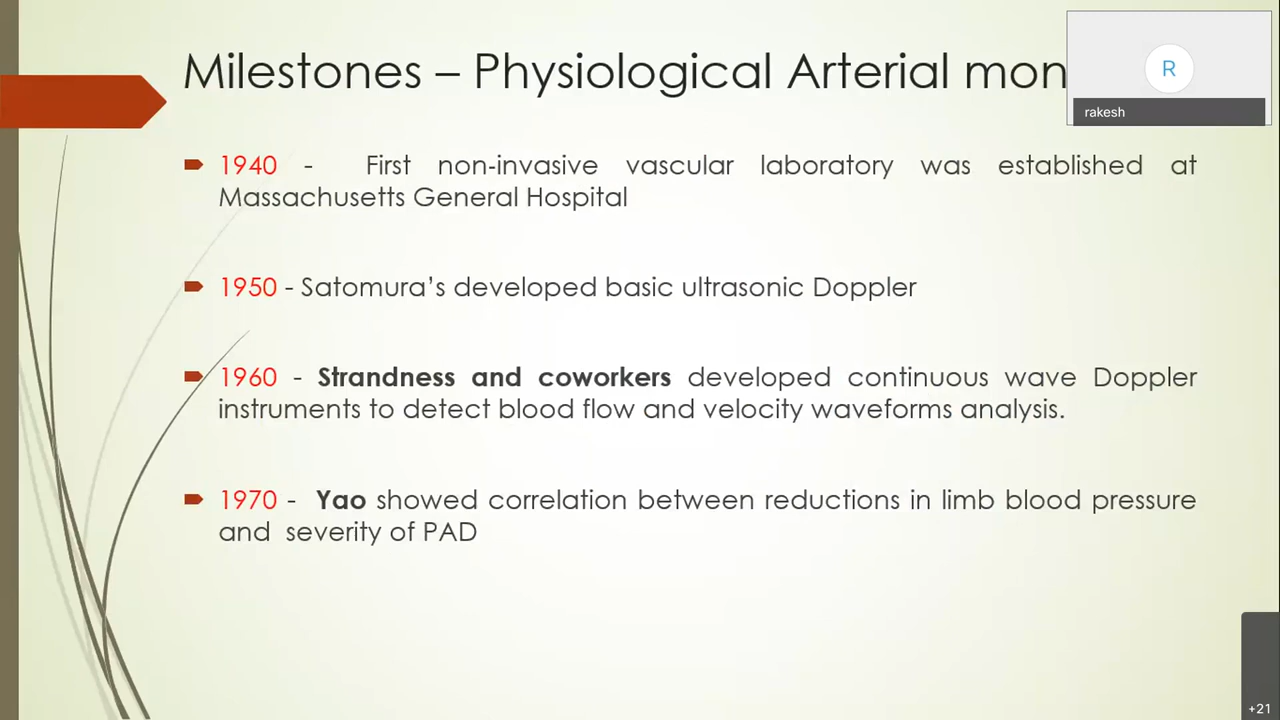 Milestones – Physiological Arterial mon
R
rakesh
1940 - First non-invasive vascular laboratory was established at
Massachusetts General Hospital
1950 - Satomura’s developed basic ultrasonic Doppler
1960 - Strandness and coworkers developed continuous wave Doppler
instruments to detect blood flow and velocity waveforms analysis.
1970 - Yao showed correlation between reductions in limb blood pressure
and severity of PAD
+21